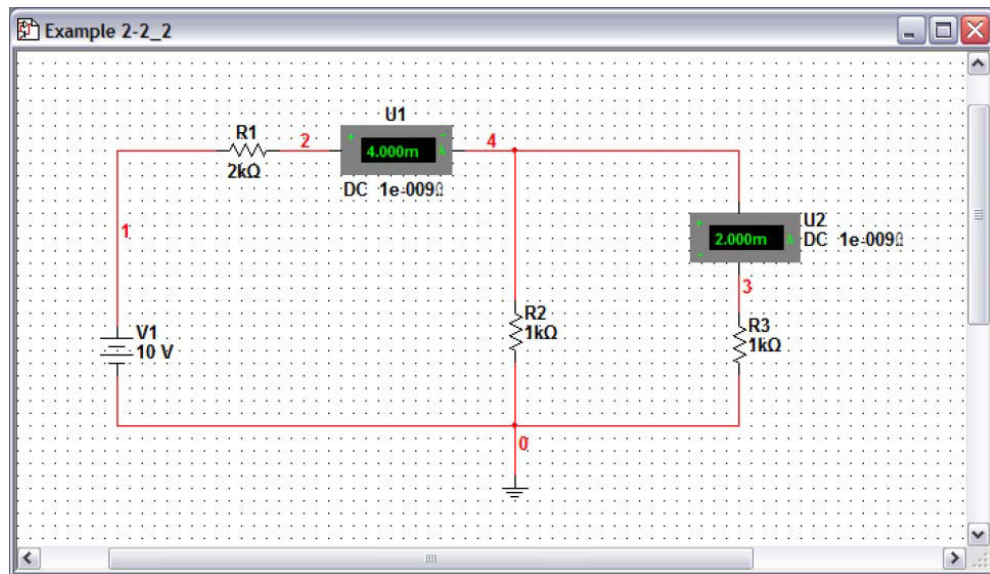 Example 2-2_2
U1
R1
2
4
+
-
4.000m
A
2kΩ
DC 1e-009Ω
U2
+
2.000m
A
DC 1e-009Ω
-
1
3
R2
1kΩ
R3
1kΩ
V1
10 V
0